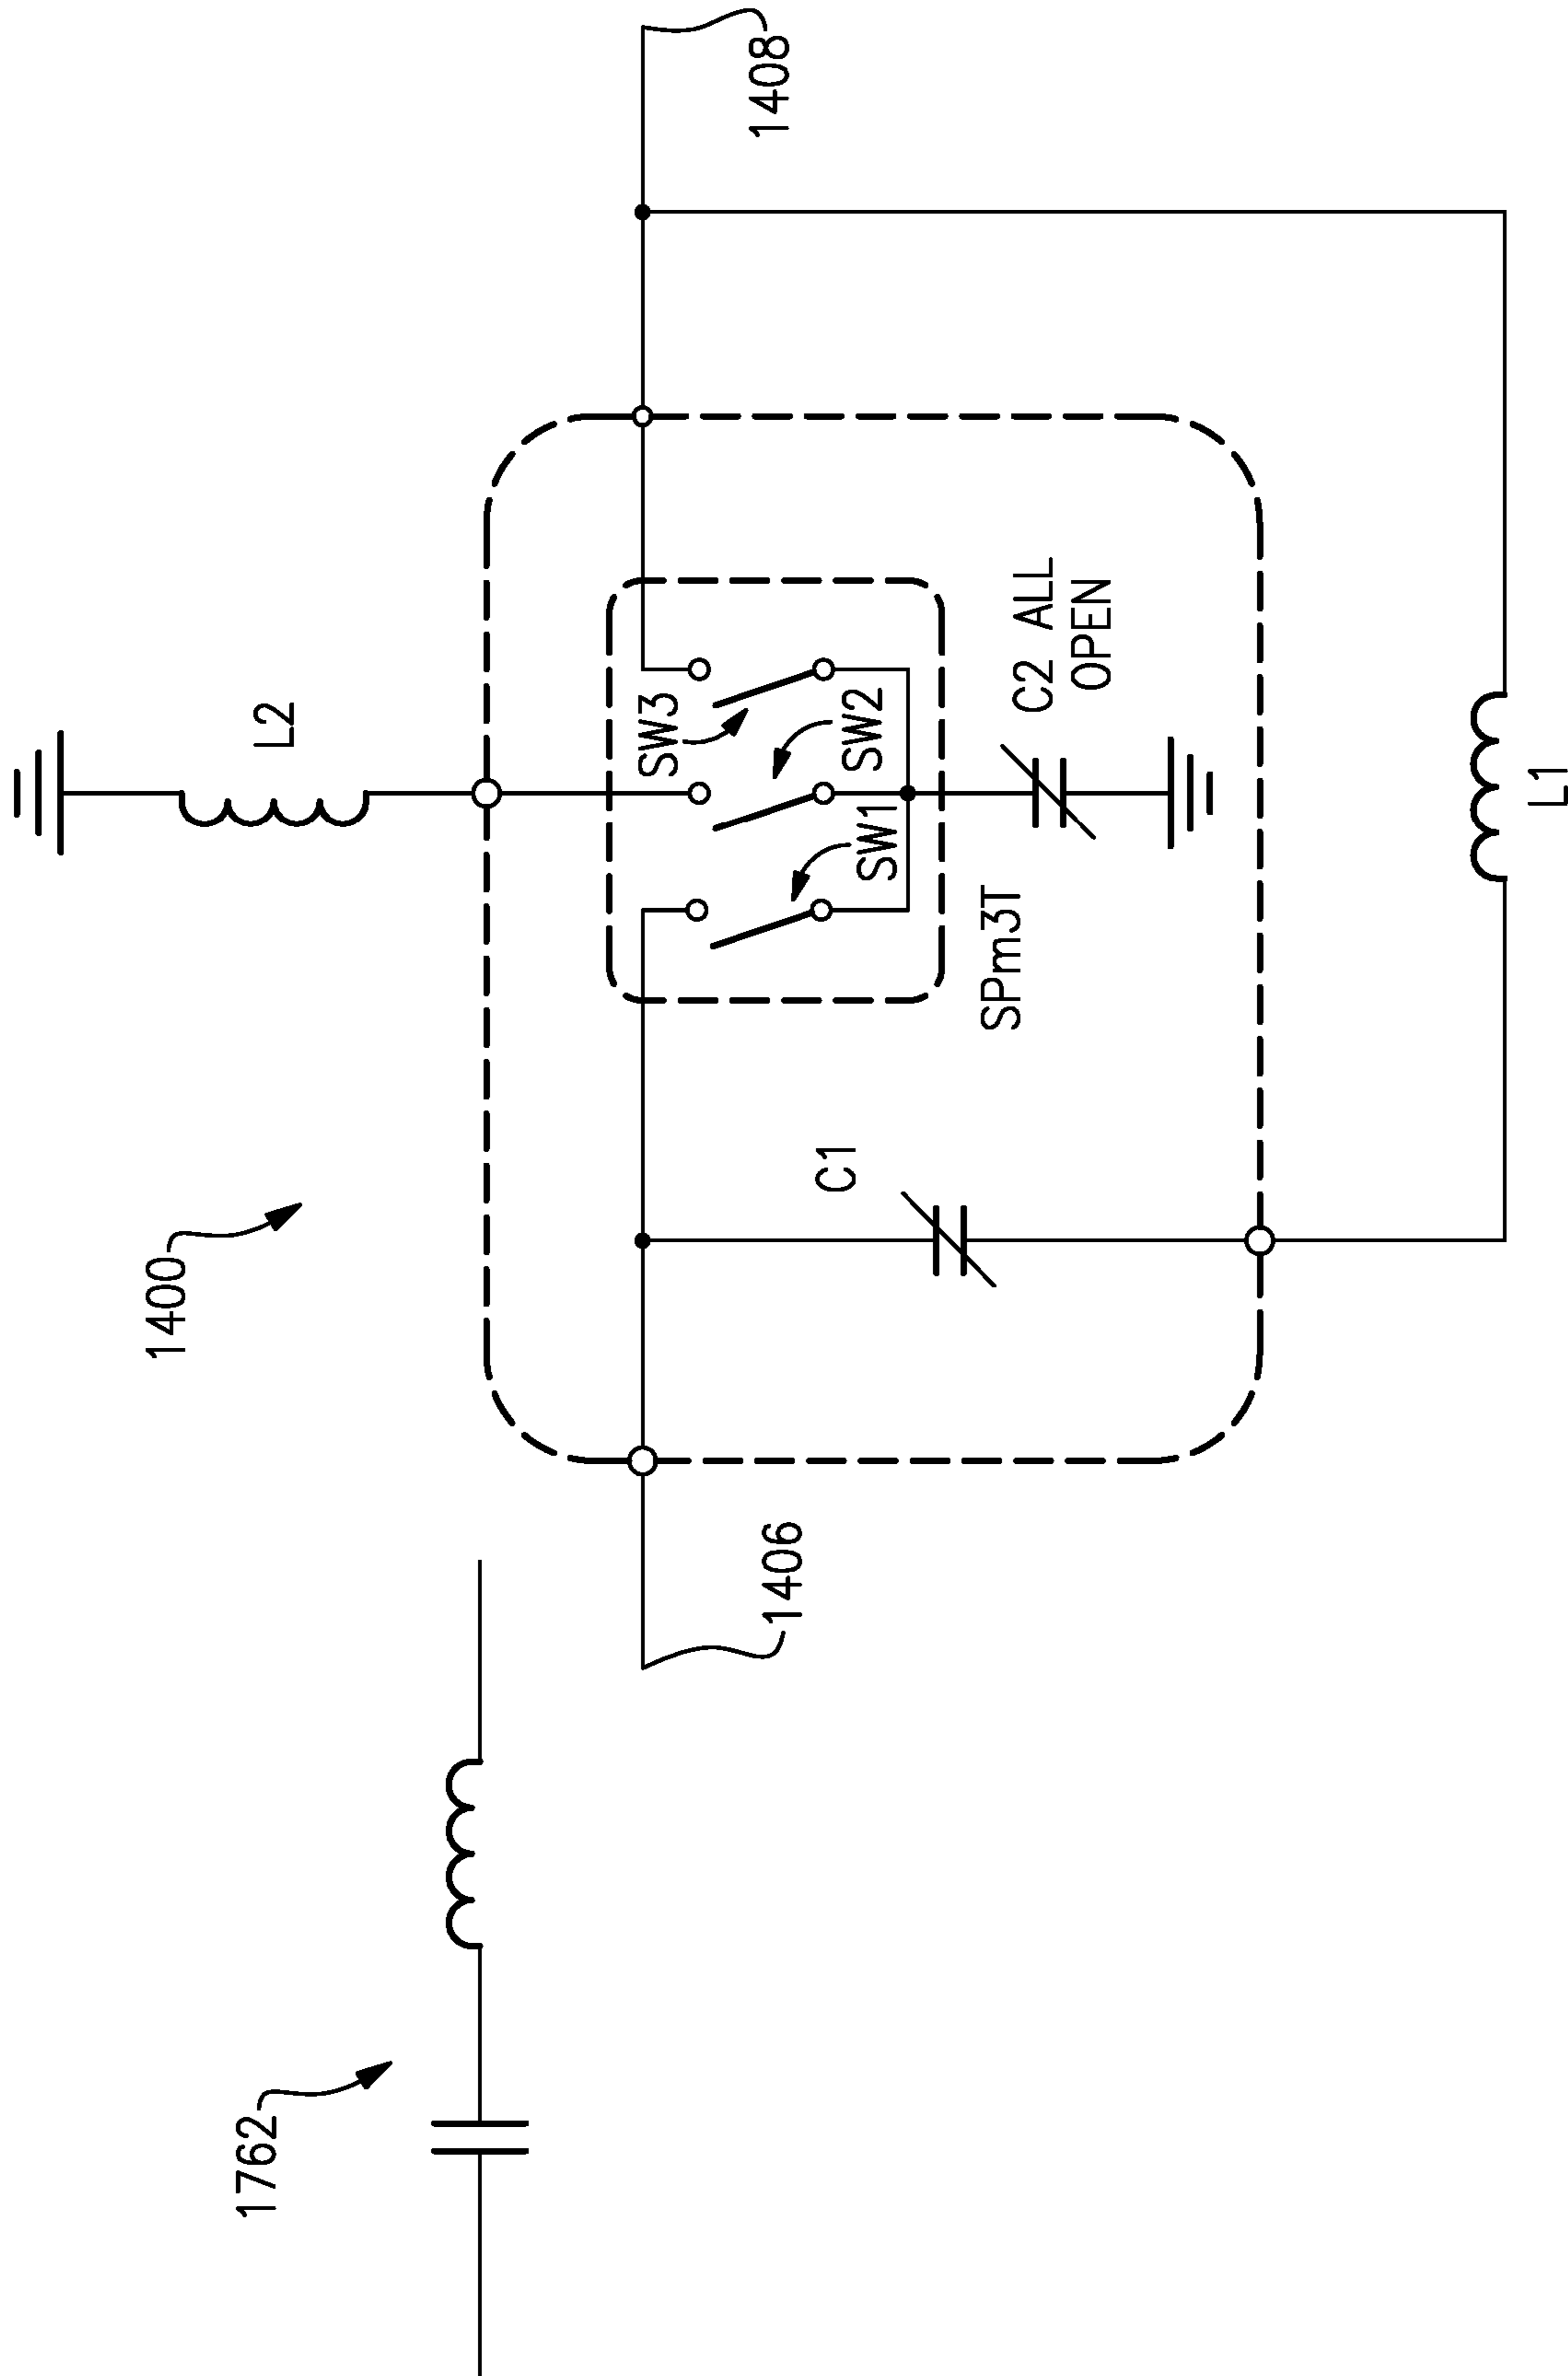 1762
1400
1406
C1
SPm3T
SW1
SW2
SW3
L2
C2 ALL
OPEN
L1
1408